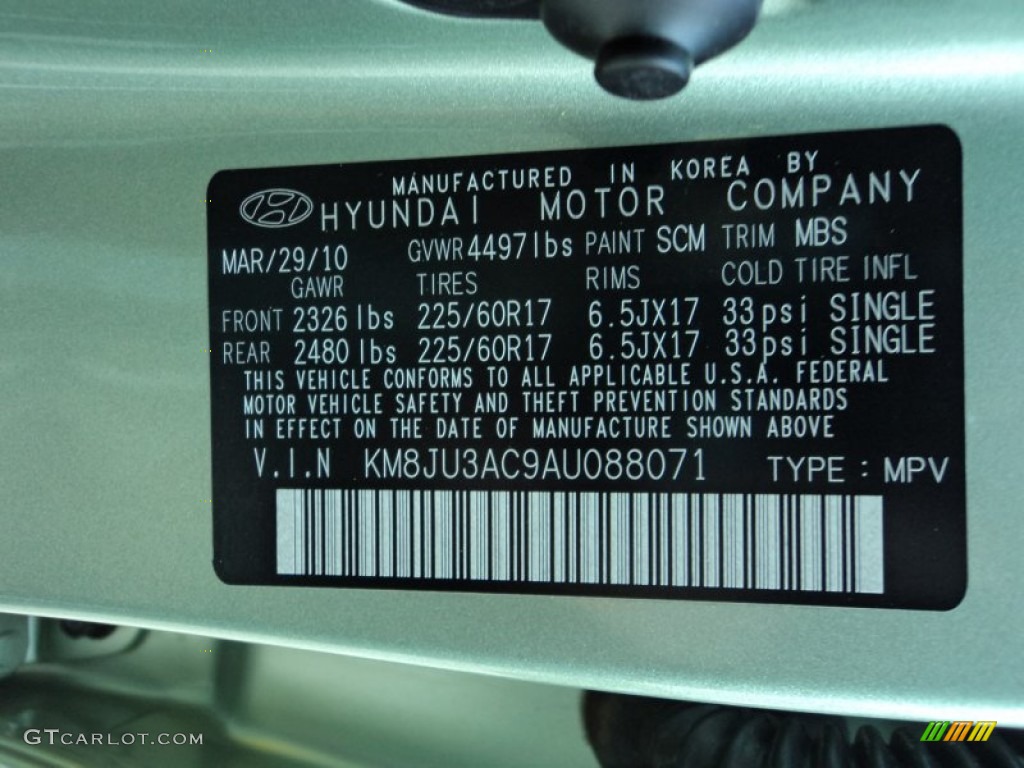 MANUFACTURED IN KOREA BY
HYUNDAI MOTOR COMPANY
MAR/29/10 GVWR 4497lbs PAINT SCM TRIM MBS
GAWR TIRES RIMS COLD TIRE INFL
FRONT 2326 lbs 225/60R17 6.5JX17 33psi SINGLE
REAR 2480 lbs 225/60R17 6.5JX17 33psi SINGLE
THIS VEHICLE CONFORMS TO ALL APPLICABLE U.S.A. FEDERAL
MOTOR VEHICLE SAFETY AND THEFT PREVENTION STANDARDS
IN EFFECT ON THE DATE OF MANUFACTURE SHOWN ABOVE
V.I.N KM8JU3AC9AU088071 TYPE : MPV
GTCARLOT.COM